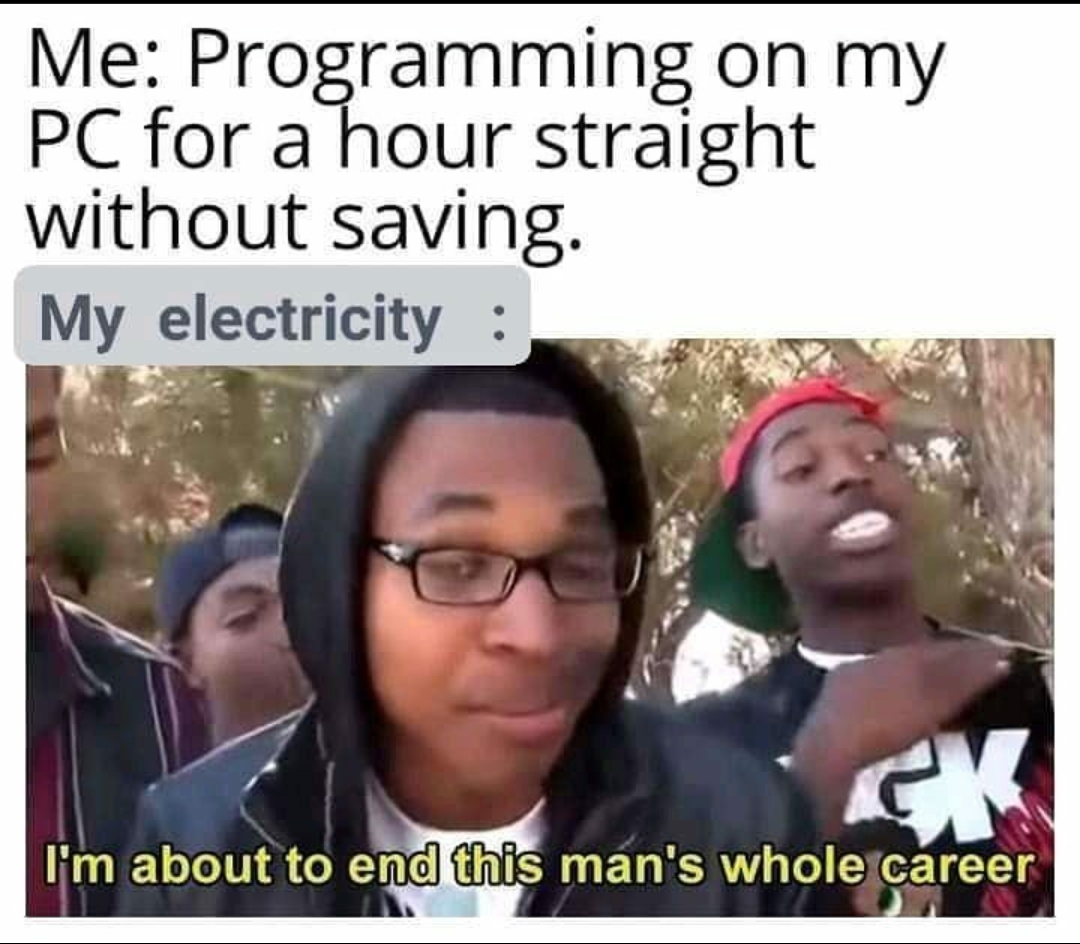 Me: Programming on my
PC for a hour straight
without saving.
My electricity :
GK
I'm about to end this man's whole career